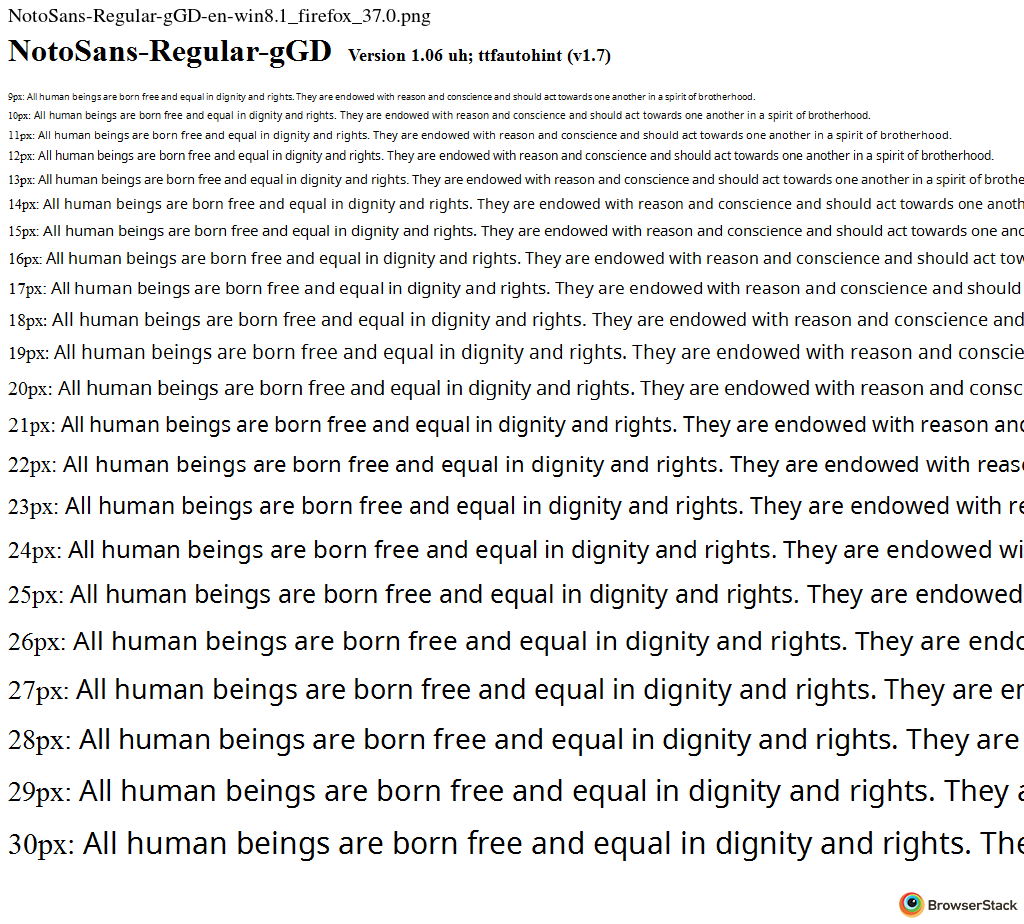 NotoSans-Regular-gGD-en-win8.1_firefox_37.0.png
NotoSans-Regular-gGD Version 1.06 uh; ttfautohint (v1.7)
9px: All human beings are born free and equal in dignity and rights. They are endowed with reason and conscience and should act towards one another in a spirit of brotherhood.
10px: All human beings are born free and equal in dignity and rights. They are endowed with reason and conscience and should act towards one another in a spirit of brotherhood.
11px: All human beings are born free and equal in dignity and rights. They are endowed with reason and conscience and should act towards one another in a spirit of brotherhood.
12px: All human beings are born free and equal in dignity and rights. They are endowed with reason and conscience and should act towards one another in a spirit of brotherhood.
13px: All human beings are born free and equal in dignity and rights. They are endowed with reason and conscience and should act towards one another in a spirit of brothe
14px: All human beings are born free and equal in dignity and rights. They are endowed with reason and conscience and should act towards one anoth
15px: All human beings are born free and equal in dignity and rights. They are endowed with reason and conscience and should act towards one ano
16px: All human beings are born free and equal in dignity and rights. They are endowed with reason and conscience and should act tow
17px: All human beings are born free and equal in dignity and rights. They are endowed with reason and conscience and should
18px: All human beings are born free and equal in dignity and rights. They are endowed with reason and conscience and
19px: All human beings are born free and equal in dignity and rights. They are endowed with reason and conscie
20px: All human beings are born free and equal in dignity and rights. They are endowed with reason and consc
21px: All human beings are born free and equal in dignity and rights. They are endowed with reason and
22px: All human beings are born free and equal in dignity and rights. They are endowed with reas
23px: All human beings are born free and equal in dignity and rights. They are endowed with re
24px: All human beings are born free and equal in dignity and rights. They are endowed wi
25px: All human beings are born free and equal in dignity and rights. They are endowed
26px: All human beings are born free and equal in dignity and rights. They are endo
27px: All human beings are born free and equal in dignity and rights. They are en
28px: All human beings are born free and equal in dignity and rights. They are
29px: All human beings are born free and equal in dignity and rights. They a
30px: All human beings are born free and equal in dignity and rights. The
BrowserStack